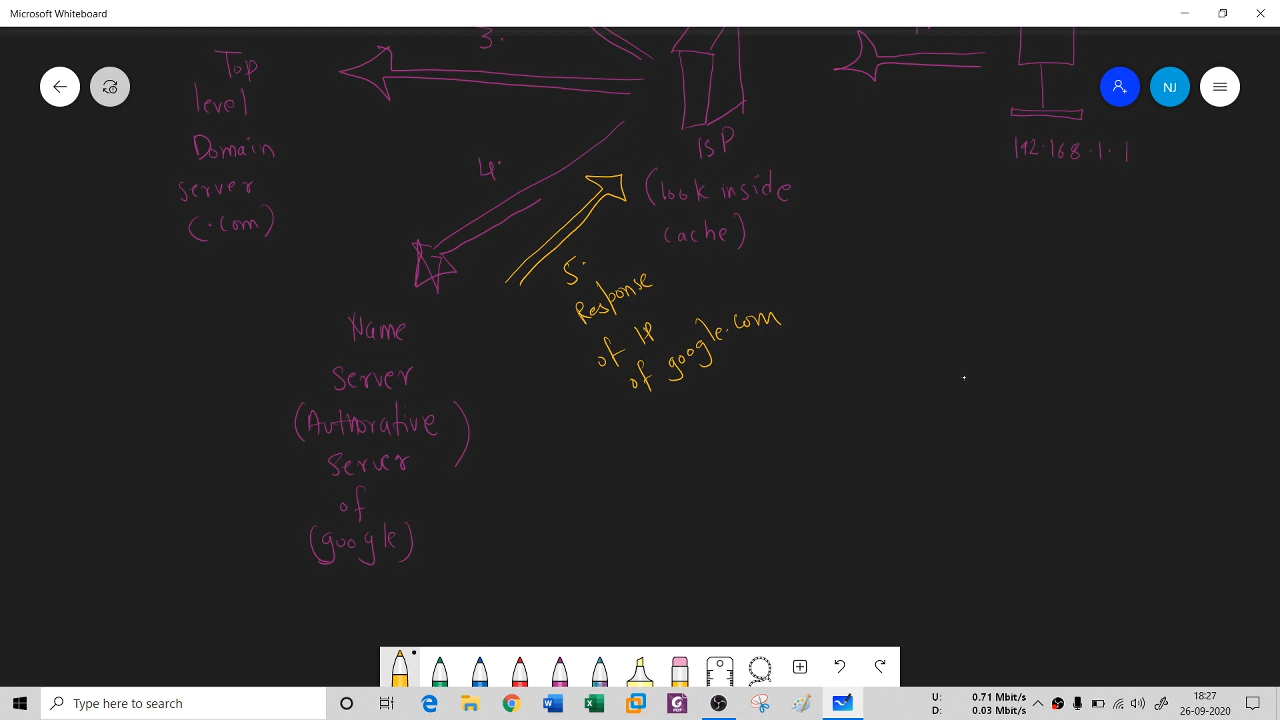 Microsoft Whiteboard
3.
1.
Top
level
Domain
server
(.com)
ISP
(look inside
cache)
192.168.1.1
NJ
4.
5.
Response
of IP
of google.com
Name
Server
(Authorative
Server
of
(google)
Type here to search
U: 0.71 Mbit/s
D: 0.03 Mbit/s
18:27
26-09-2020